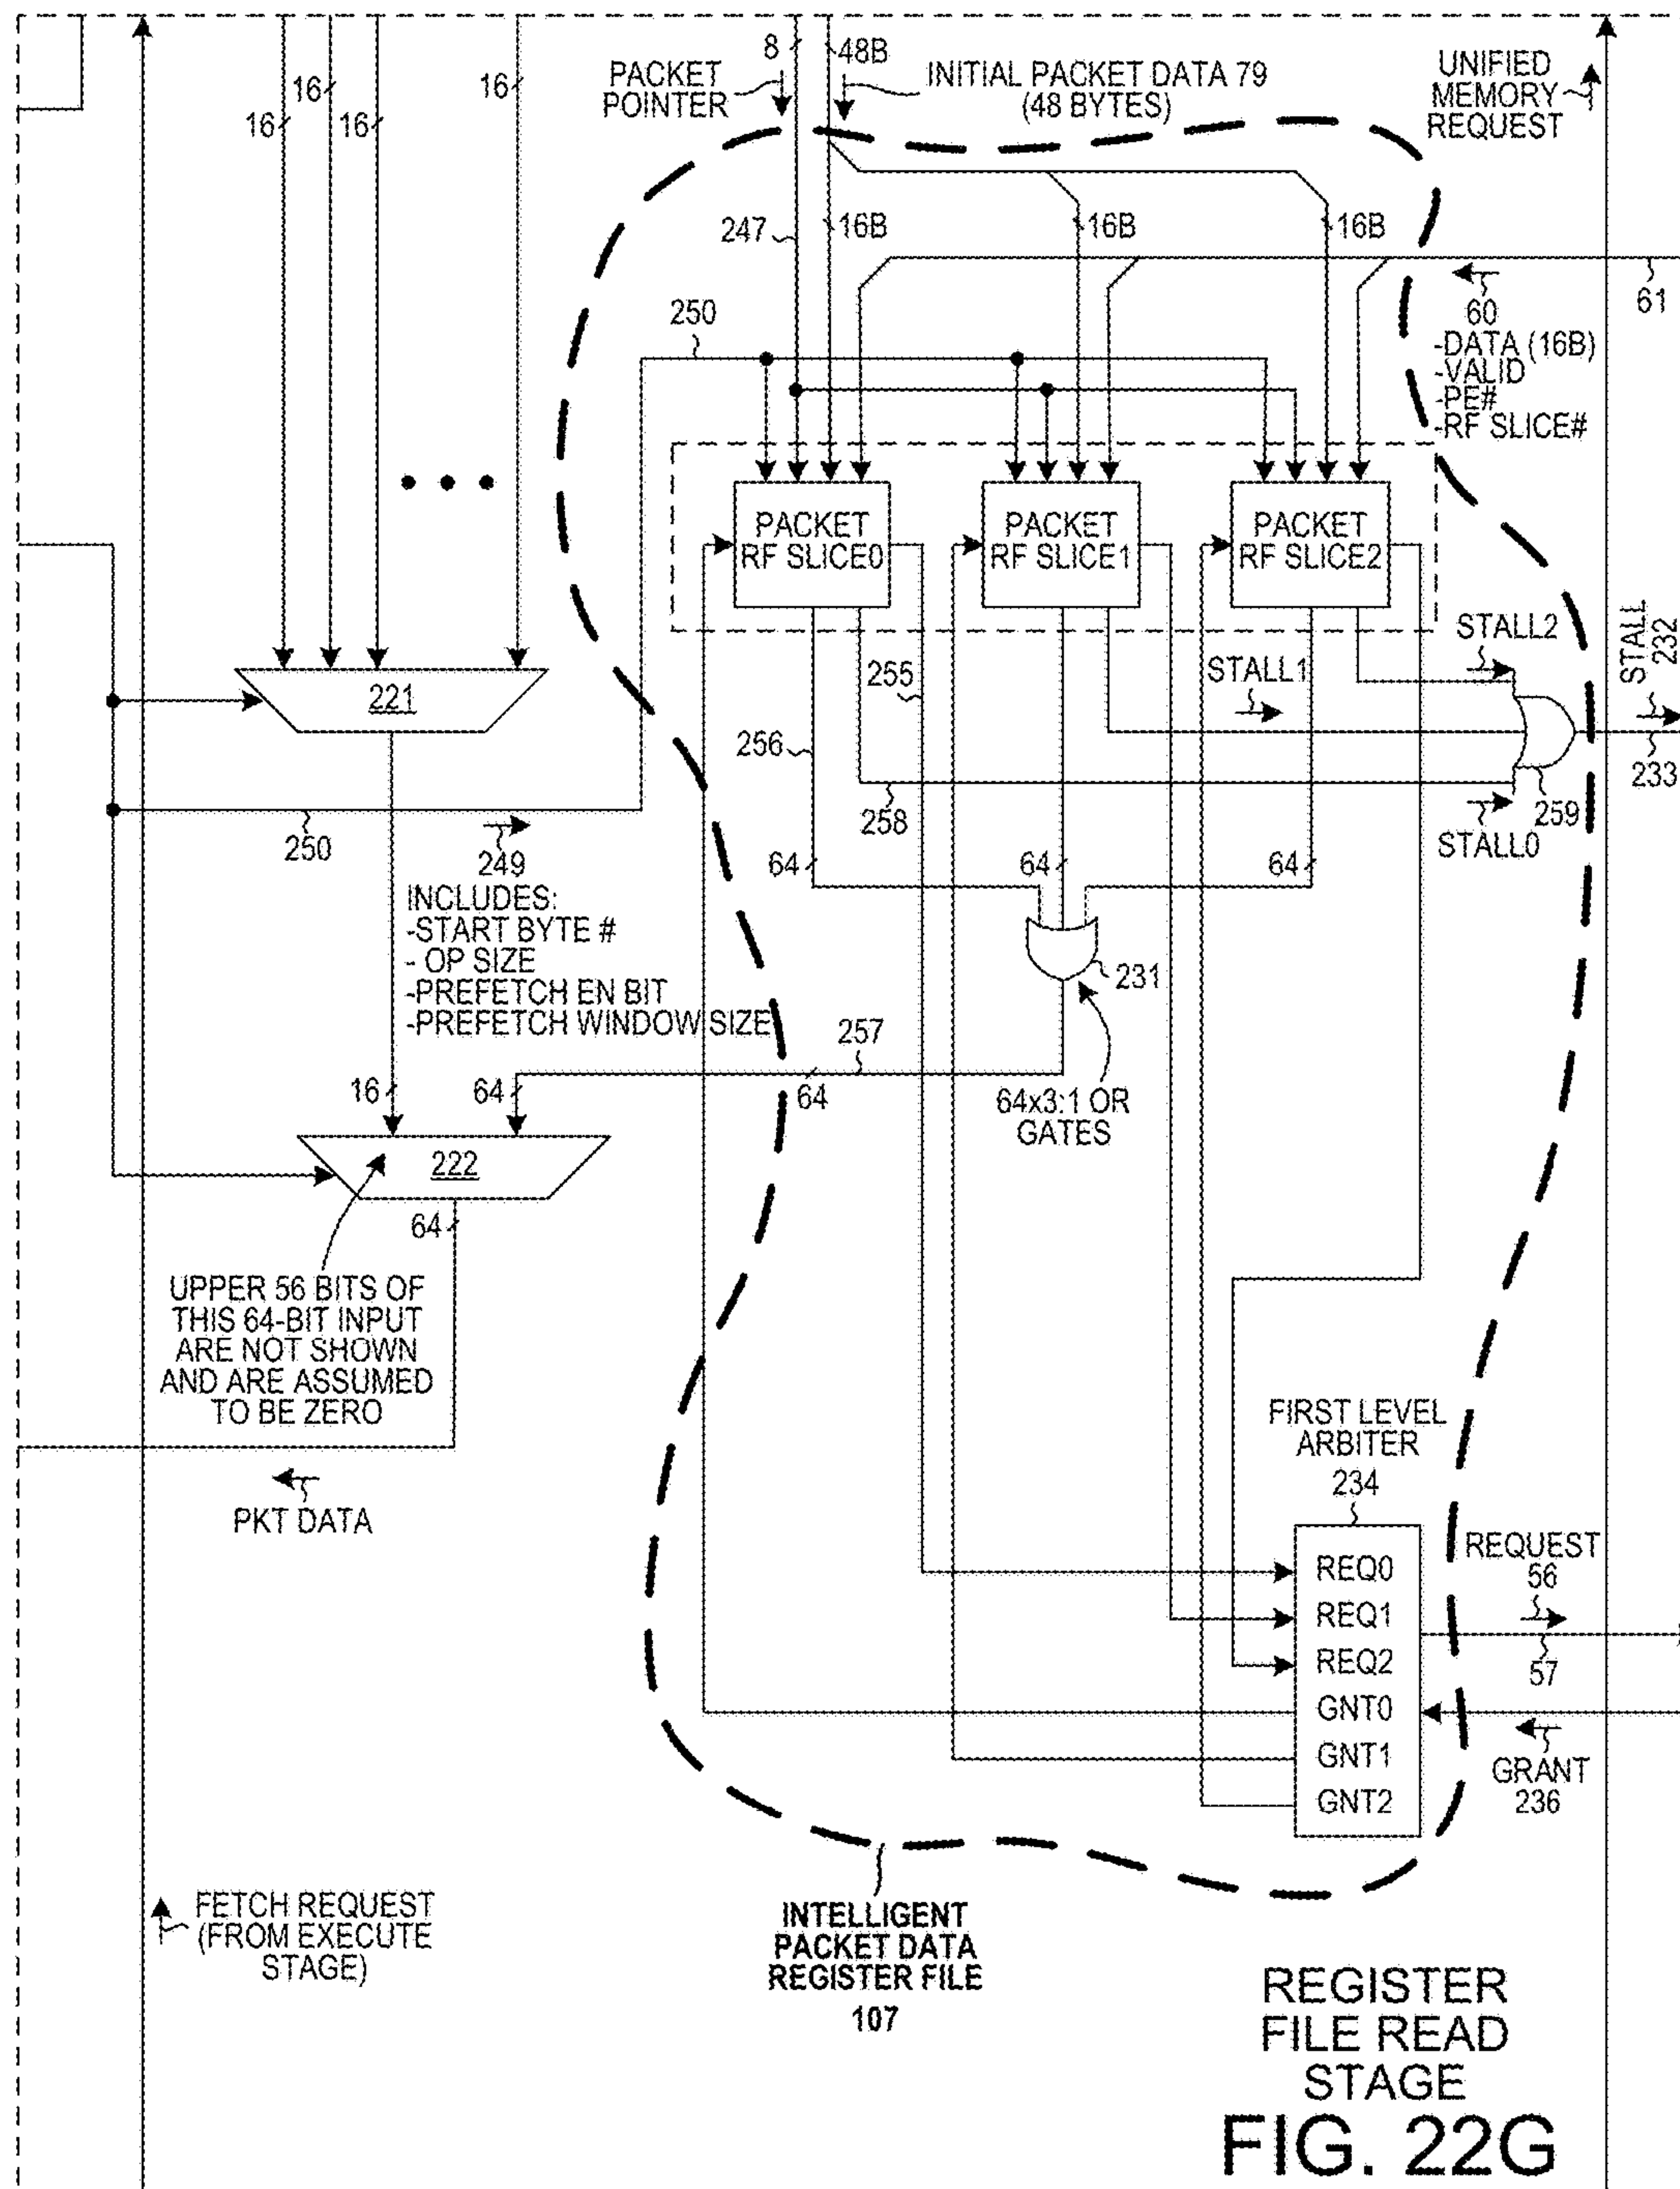 8
48B
PACKET
POINTER
INITIAL PACKET DATA 79
(48 BYTES)
UNIFIED
MEMORY
REQUEST
16
16
16
16
247
16B
16B
16B
60
61
-DATA (16B)
-VALID
-PE#
-RF SLICE#
250
PACKET
RF SLICE0
PACKET
RF SLICE1
PACKET
RF SLICE2
STALL2
STALL
232
STALL1
255
221
256
233
258
259
STALL0
250
249
64
64
64
INCLUDES:
-START BYTE #
- OP SIZE
-PREFETCH EN BIT
-PREFETCH WINDOW SIZE
231
257
16
64
64
64x3:1 OR
GATES
222
64
UPPER 56 BITS OF
THIS 64-BIT INPUT
ARE NOT SHOWN
AND ARE ASSUMED
TO BE ZERO
PKT DATA
FIRST LEVEL
ARBITER
234
REQ0
REQ1
REQ2
GNT0
GNT1
GNT2
REQUEST
56
57
GRANT
236
FETCH REQUEST
(FROM EXECUTE
STAGE)
INTELLIGENT
PACKET DATA
REGISTER FILE
107
REGISTER
FILE READ
STAGE
FIG. 22G